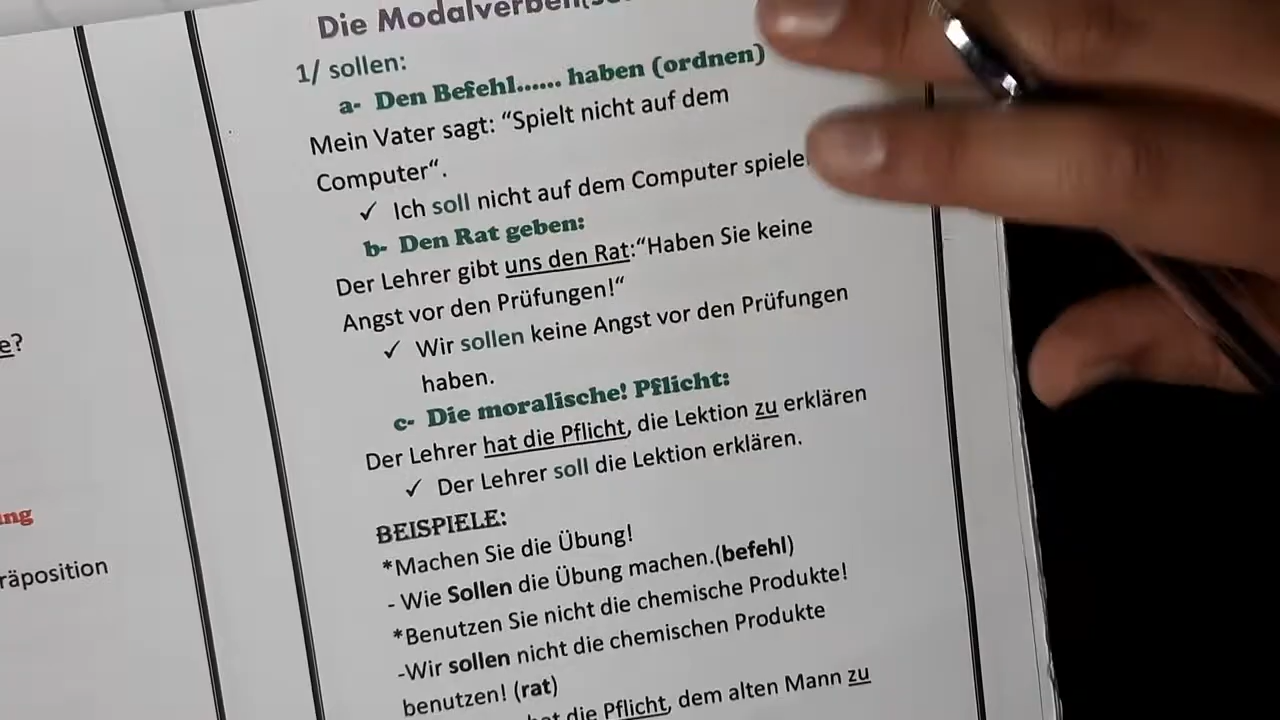 Die Modalverben
1/ sollen:
a- Den Befehl...... haben (ordnen)
Mein Vater sagt: “Spielt nicht auf dem
Computer“.
✓ Ich soll nicht auf dem Computer spiele
b- Den Rat geben:
Der Lehrer gibt uns den Rat:“Haben Sie keine
Angst vor den Prüfungen!“
✓ Wir sollen keine Angst vor den Prüfungen
haben.
c- Die moralische! Pflicht:
Der Lehrer hat die Pflicht, die Lektion zu erklären
✓ Der Lehrer soll die Lektion erklären.
BEISPIELE:
*Machen Sie die Übung!
- Wie Sollen die Übung machen.(befehl)
*Benutzen Sie nicht die chemische Produkte!
-Wir sollen nicht die chemischen Produkte
benutzen! (rat)
hat die Pflicht, dem alten Mann zu
e?
ng
räposition